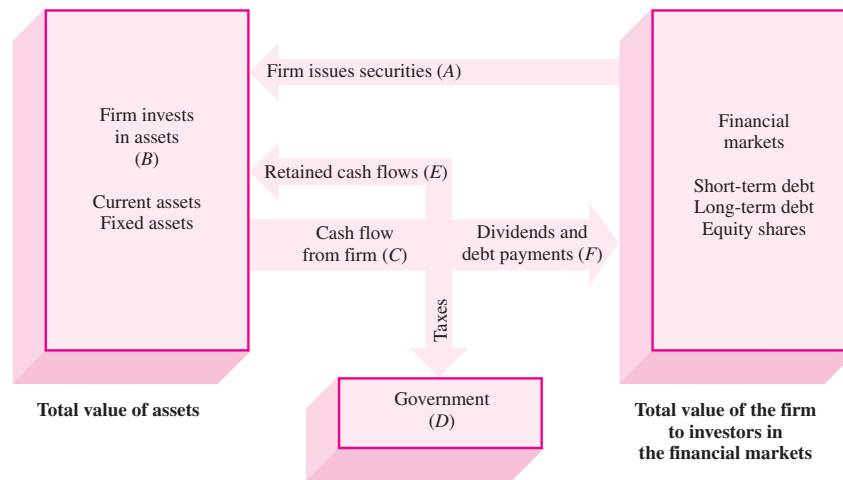 Firm issues securities (A)
Firm invests
in assets
(B)
Current assets
Fixed assets
Retained cash flows (E)
Cash flow
from firm (C)
Dividends and
debt payments (F)
Taxes
Financial
markets
Short-term debt
Long-term debt
Equity shares
Government
(D)
Total value of assets
Total value of the firm
to investors in
the financial markets